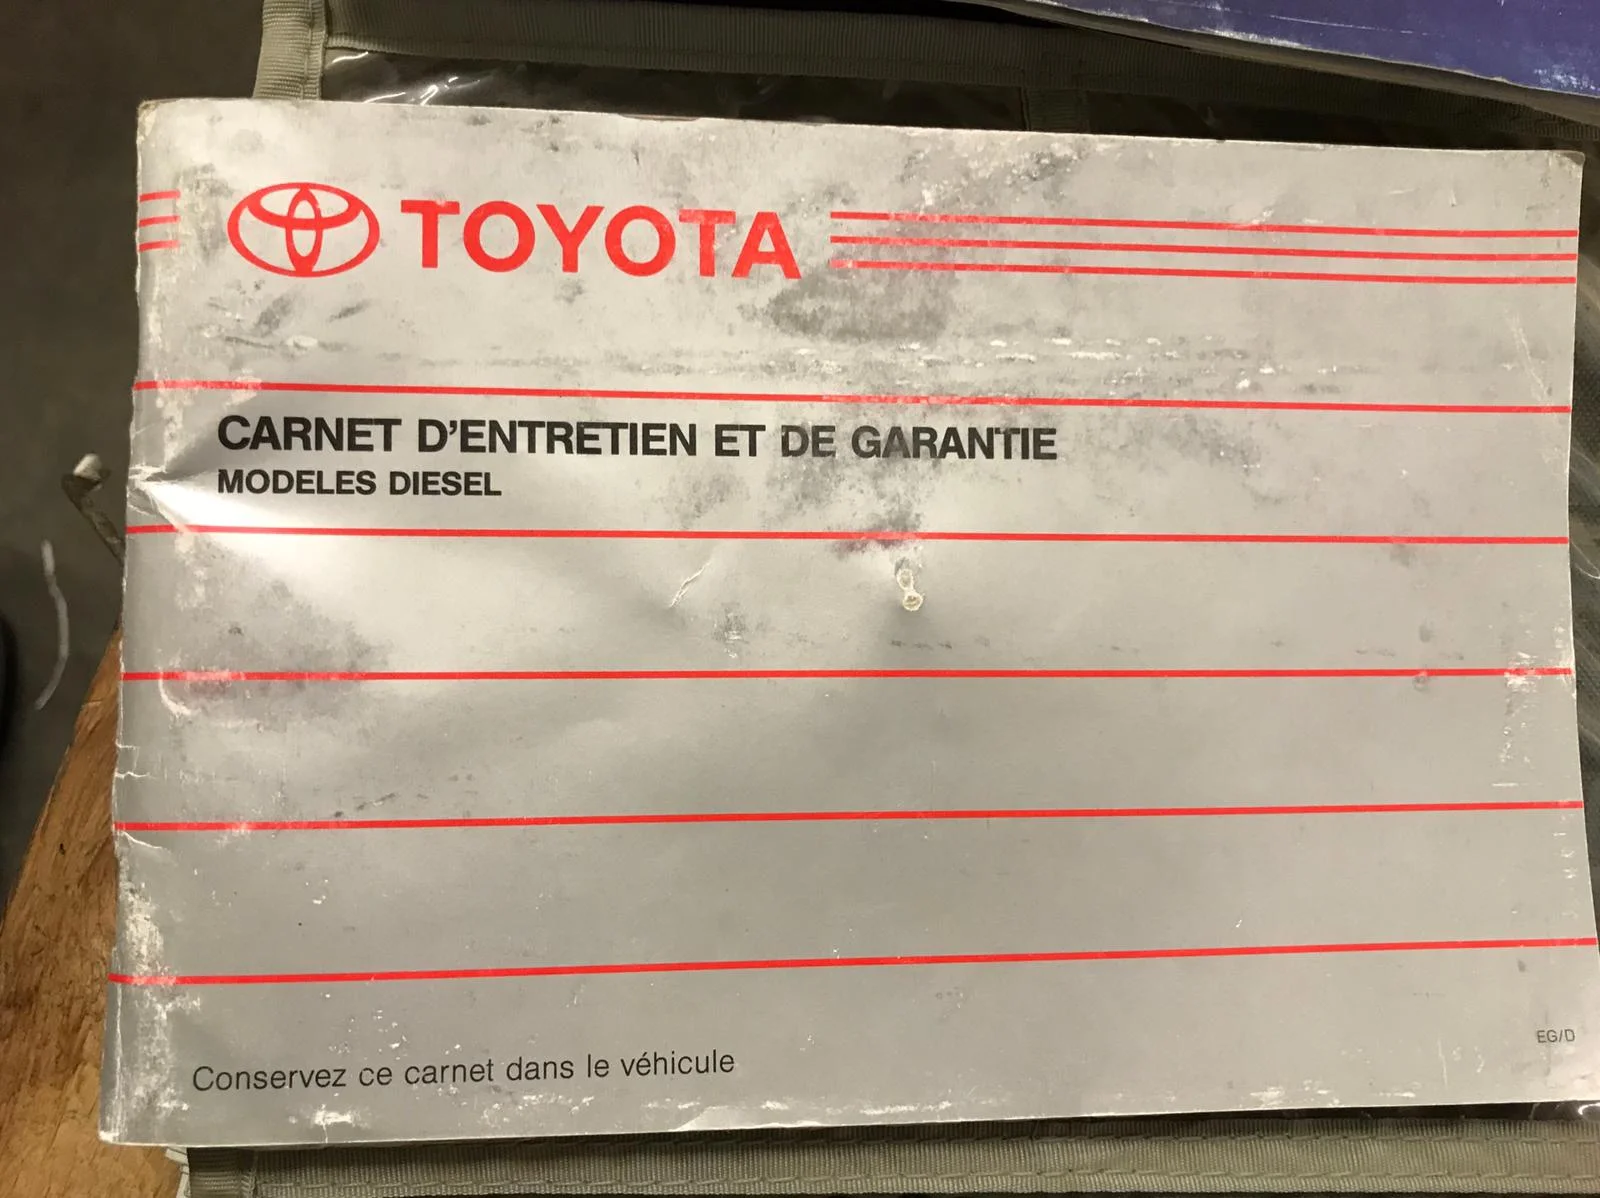 TOYOTA
CARNET D'ENTRETIEN ET DE GARANTIE
MODELES DIESEL
EG/D
Conservez ce carnet dans le véhicule